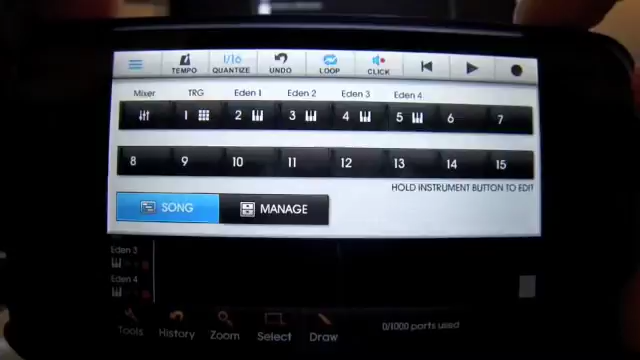 TEMPO 1/16 QUANTIZE UNDO LOOP CLICK
Mixer TRG Eden 1 Eden 2 Eden 3 Eden 4
1 2 3 4 5 6 7
8 9 10 11 12 13 14 15
HOLD INSTRUMENT BUTTON TO EDIT
SONG MANAGE
Eden 3
Eden 4
Tools History Zoom Select Draw 0/1000 parts used